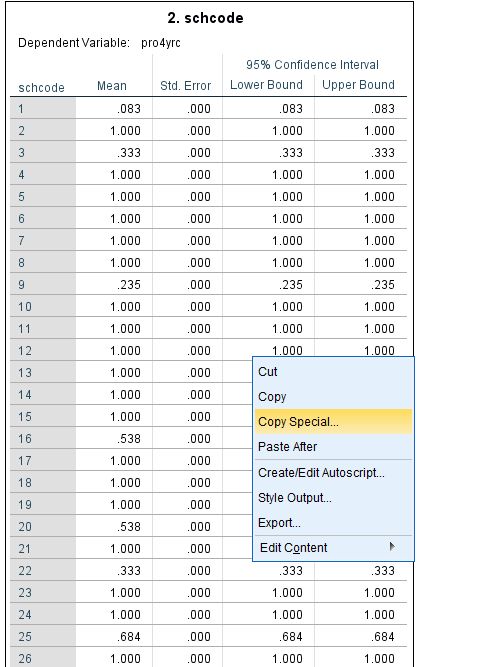 2. schcode
Dependent Variable: pro4yrc
95% Confidence Interval
schcode Mean Std. Error Lower Bound Upper Bound
1 .083 .000 .083 .083
2 1.000 .000 1.000 1.000
3 .333 .000 .333 .333
4 1.000 .000 1.000 1.000
5 1.000 .000 1.000 1.000
6 1.000 .000 1.000 1.000
7 1.000 .000 1.000 1.000
8 1.000 .000 1.000 1.000
9 .235 .000 .235 .235
10 1.000 .000 1.000 1.000
11 1.000 .000 1.000 1.000
12 1.000 .000 1.000 1.000
13 1.000 .000
14 1.000 .000
15 1.000 .000
16 .538 .000
17 1.000 .000
18 1.000 .000
19 1.000 .000
20 .538 .000
21 1.000 .000
22 .333 .000 .333 .333
23 1.000 .000 1.000 1.000
24 1.000 .000 1.000 1.000
25 .684 .000 .684 .684
26 1.000 .000 1.000 1.000
Cut
Copy
Copy Special...
Paste After
Create/Edit Autoscript...
Style Output...
Export...
Edit Content